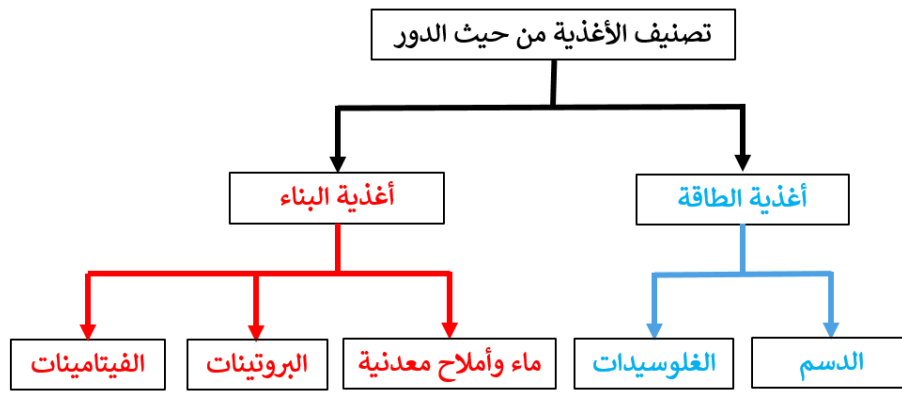 تصنيف الأغذية من حيث الدور
أغذية الطاقة
أغذية البناء
الدسم
الغلوسيدات
ماء وأملاح معدنية
البروتينات
الفيتامينات